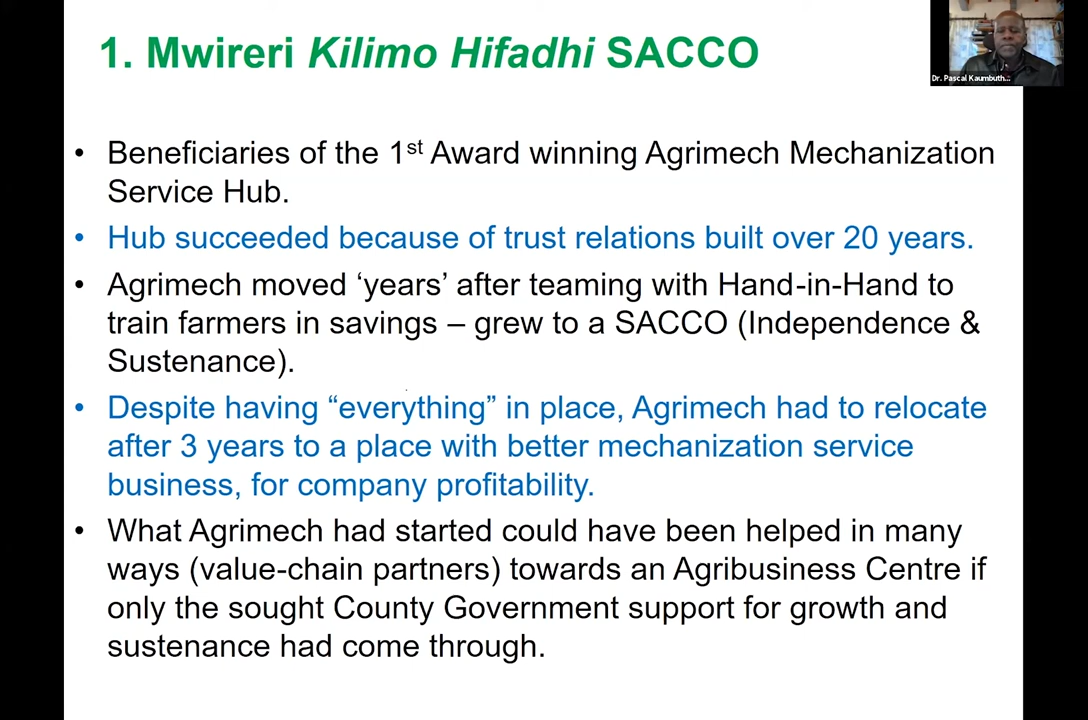 1. Mwireri Kilimo Hifadhi SACCO
Dr. Pascal Kaumbuth...
• Beneficiaries of the 1st Award winning Agrimech Mechanization
Service Hub.
• Hub succeeded because of trust relations built over 20 years.
• Agrimech moved ‘years’ after teaming with Hand-in-Hand to
train farmers in savings – grew to a SACCO (Independence &
Sustenance).
• Despite having “everything” in place, Agrimech had to relocate
after 3 years to a place with better mechanization service
business, for company profitability.
• What Agrimech had started could have been helped in many
ways (value-chain partners) towards an Agribusiness Centre if
only the sought County Government support for growth and
sustenance had come through.